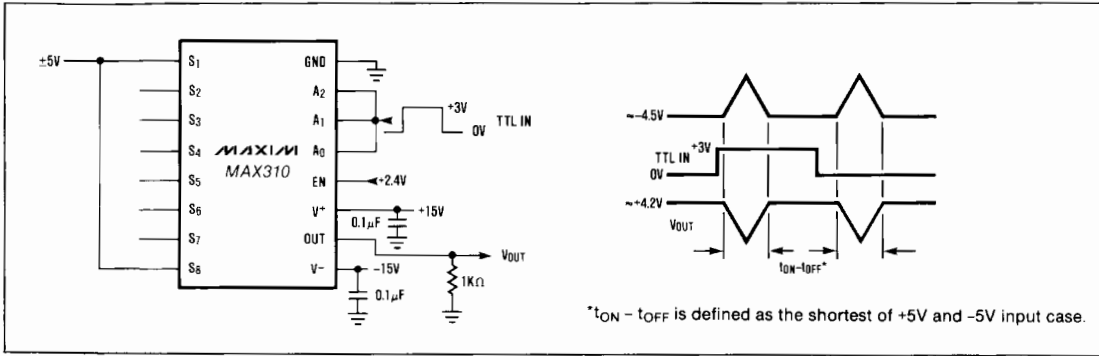 ±5V
S1 GND
S2 A2
S3 A1
S4 A0
S5 EN
S6 V+
S7 OUT
S8 V−
MAXIM
MAX310
+3V
0V
TTL IN
+2.4V
+15V
0.1µF
VOUT
−15V
0.1µF
1KΩ
≈−4.5V
TTL IN +3V
0V
≈+4.2V
VOUT
tON–tOFF*
*tON – tOFF is defined as the shortest of +5V and –5V input case.